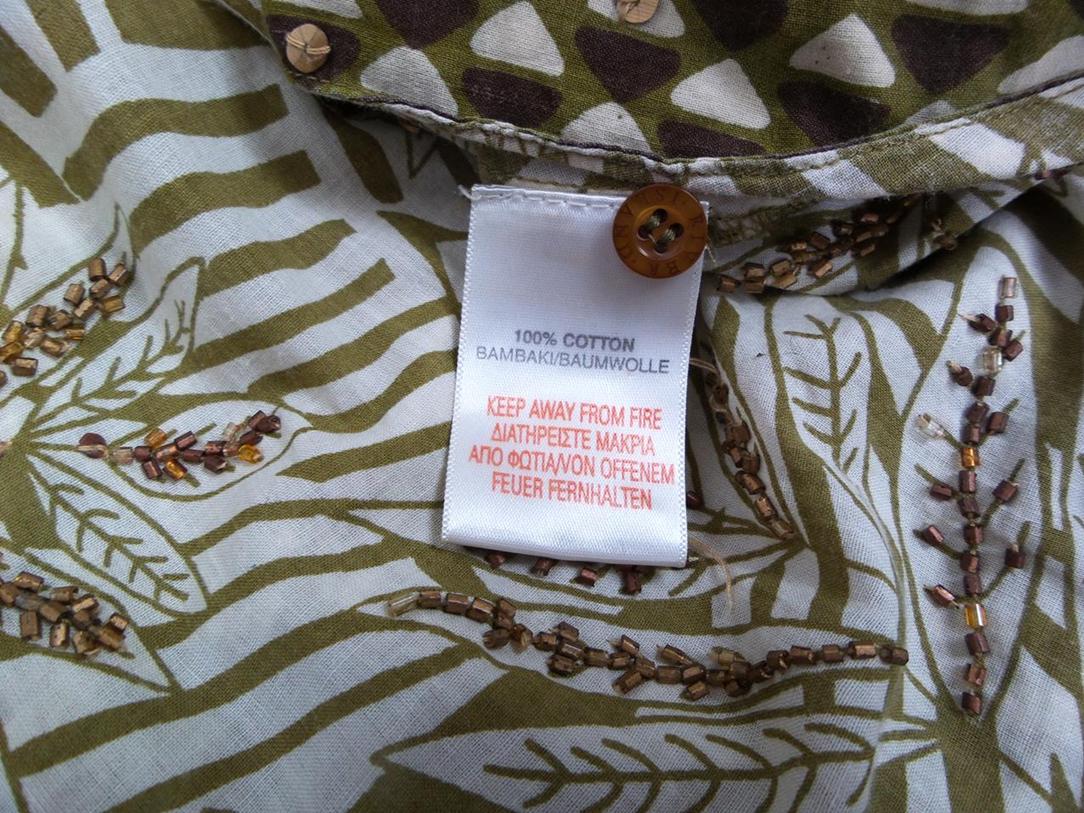 100% COTTON
BAMBAKI/BAUMWOLLE
KEEP AWAY FROM FIRE
ΔΙΑΤΗΡΕΙΣΤΕ ΜΑΚΡΙΑ
ΑΠΟ ΦΩΤΙΑ/VON OFFENEM
FEUER FERNHALTEN